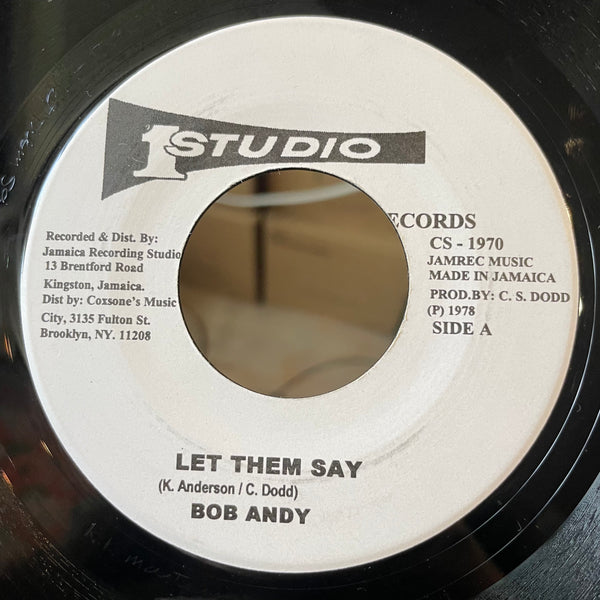 1 STUDIO
ECORDS
CS - 1970
JAMREC MUSIC
MADE IN JAMAICA
PROD.BY: C. S. DODD
(P) 1978
SIDE A
Recorded & Dist. By:
Jamaica Recording Studio
13 Brentford Road
Kingston, Jamaica.
Dist by: Coxsone's Music
City, 3135 Fulton St.
Brooklyn, NY. 11208
LET THEM SAY
(K. Anderson / C. Dodd)
BOB ANDY